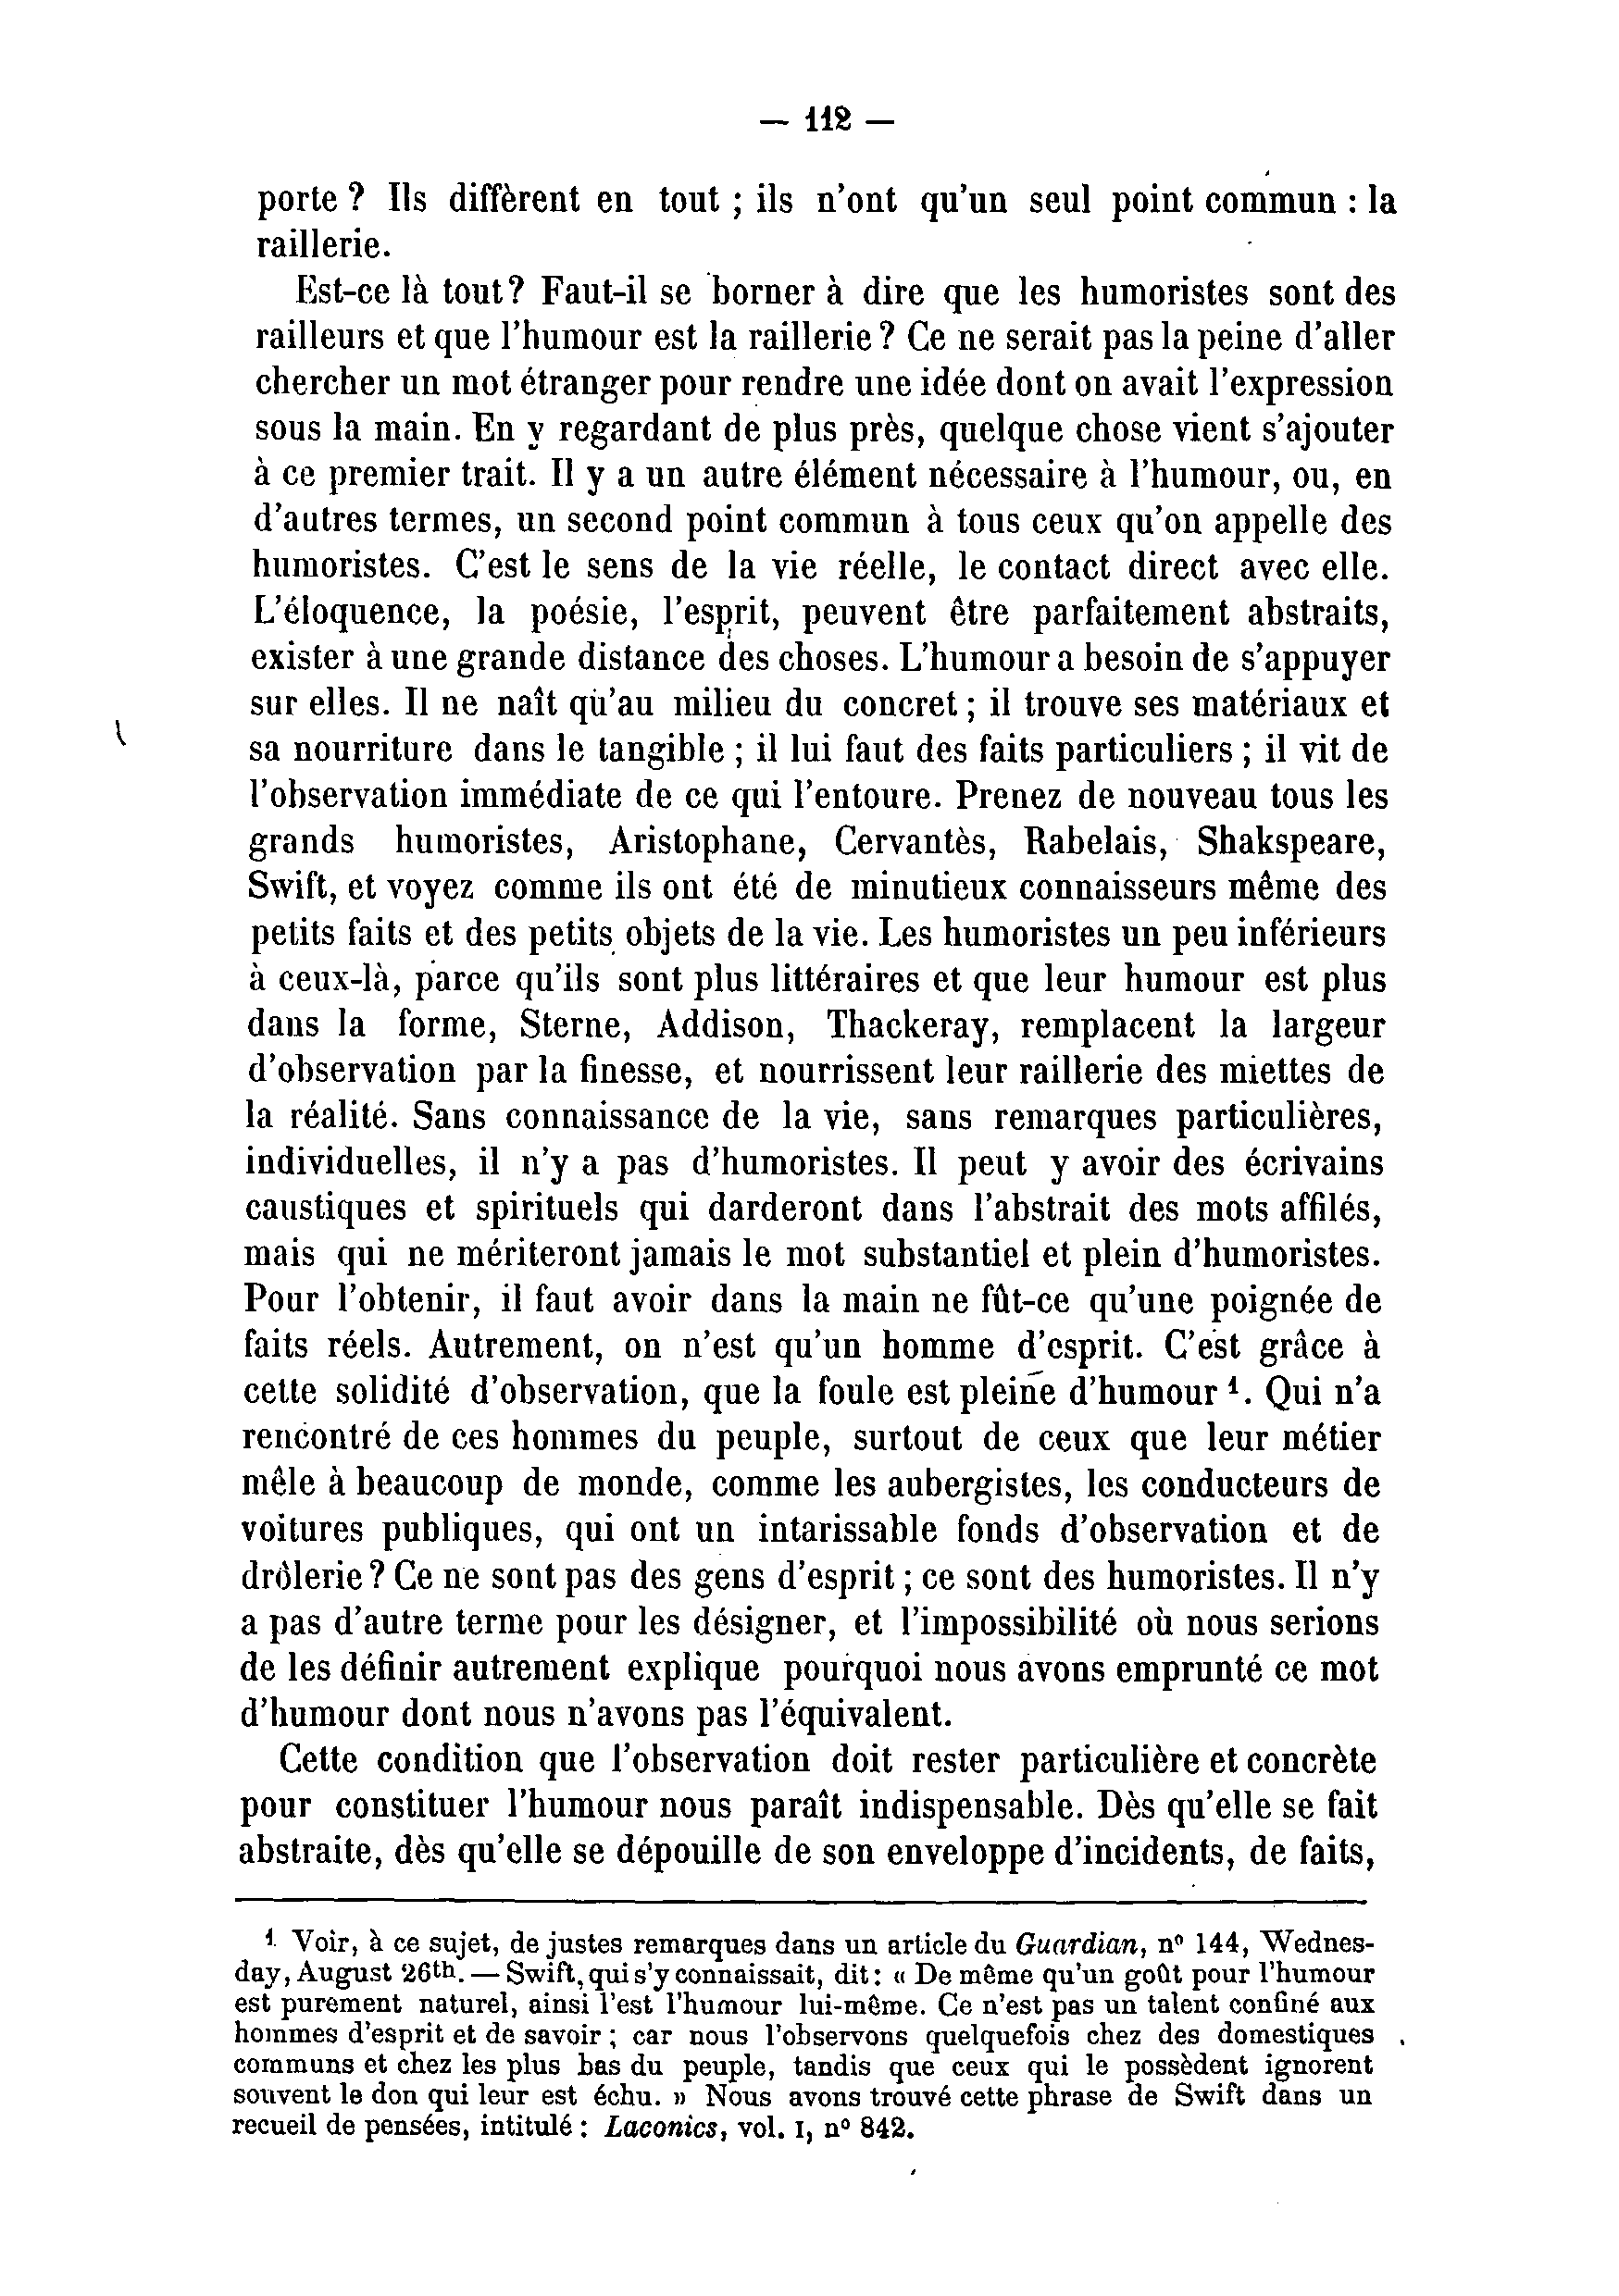 — 112 —
porte ? Ils diffèrent en tout ; ils n'ont qu'un seul point commun : la
raillerie.
Est-ce là tout? Faut-il se borner à dire que les humoristes sont des
railleurs et que l'humour est la raillerie ? Ce ne serait pas la peine d'aller
chercher un mot étranger pour rendre une idée dont on avait l'expression
sous la main. En y regardant de plus près, quelque chose vient s'ajouter
à ce premier trait. Il y a un autre élément nécessaire à l'humour, ou, en
d'autres termes, un second point commun à tous ceux qu'on appelle des
humoristes. C'est le sens de la vie réelle, le contact direct avec elle.
L'éloquence, la poésie, l'esprit, peuvent être parfaitement abstraits,
exister à une grande distance des choses. L'humour a besoin de s'appuyer
sur elles. Il ne naît qu'au milieu du concret ; il trouve ses matériaux et
sa nourriture dans le tangible ; il lui faut des faits particuliers ; il vit de
l'observation immédiate de ce qui l'entoure. Prenez de nouveau tous les
grands humoristes, Aristophane, Cervantès, Rabelais, Shakspeare,
Swift, et voyez comme ils ont été de minutieux connaisseurs même des
petits faits et des petits objets de la vie. Les humoristes un peu inférieurs
à ceux-là, parce qu'ils sont plus littéraires et que leur humour est plus
dans la forme, Sterne, Addison, Thackeray, remplacent la largeur
d'observation par la finesse, et nourrissent leur raillerie des miettes de
la réalité. Sans connaissance de la vie, sans remarques particulières,
individuelles, il n'y a pas d'humoristes. Il peut y avoir des écrivains
caustiques et spirituels qui darderont dans l'abstrait des mots affilés,
mais qui ne mériteront jamais le mot substantiel et plein d'humoristes.
Pour l'obtenir, il faut avoir dans la main ne fût-ce qu'une poignée de
faits réels. Autrement, on n'est qu'un homme d'esprit. C'est grâce à
cette solidité d'observation, que la foule est pleine d'humour ¹. Qui n'a
rencontré de ces hommes du peuple, surtout de ceux que leur métier
mêle à beaucoup de monde, comme les aubergistes, les conducteurs de
voitures publiques, qui ont un intarissable fonds d'observation et de
drôlerie ? Ce ne sont pas des gens d'esprit ; ce sont des humoristes. Il n'y
a pas d'autre terme pour les désigner, et l'impossibilité où nous serions
de les définir autrement explique pourquoi nous avons emprunté ce mot
d'humour dont nous n'avons pas l'équivalent.
Cette condition que l'observation doit rester particulière et concrète
pour constituer l'humour nous paraît indispensable. Dès qu'elle se fait
abstraite, dès qu'elle se dépouille de son enveloppe d'incidents, de faits,
¹. Voir, à ce sujet, de justes remarques dans un article du Guardian, nº 144, Wednes-
day, August 26th. — Swift, qui s'y connaissait, dit : « De même qu'un goût pour l'humour
est purement naturel, ainsi l'est l'humour lui-même. Ce n'est pas un talent confiné aux
hommes d'esprit et de savoir ; car nous l'observons quelquefois chez des domestiques
communs et chez les plus bas du peuple, tandis que ceux qui le possèdent ignorent
souvent le don qui leur est échu. » Nous avons trouvé cette phrase de Swift dans un
recueil de pensées, intitulé : Laconics, vol. I, nº 842.